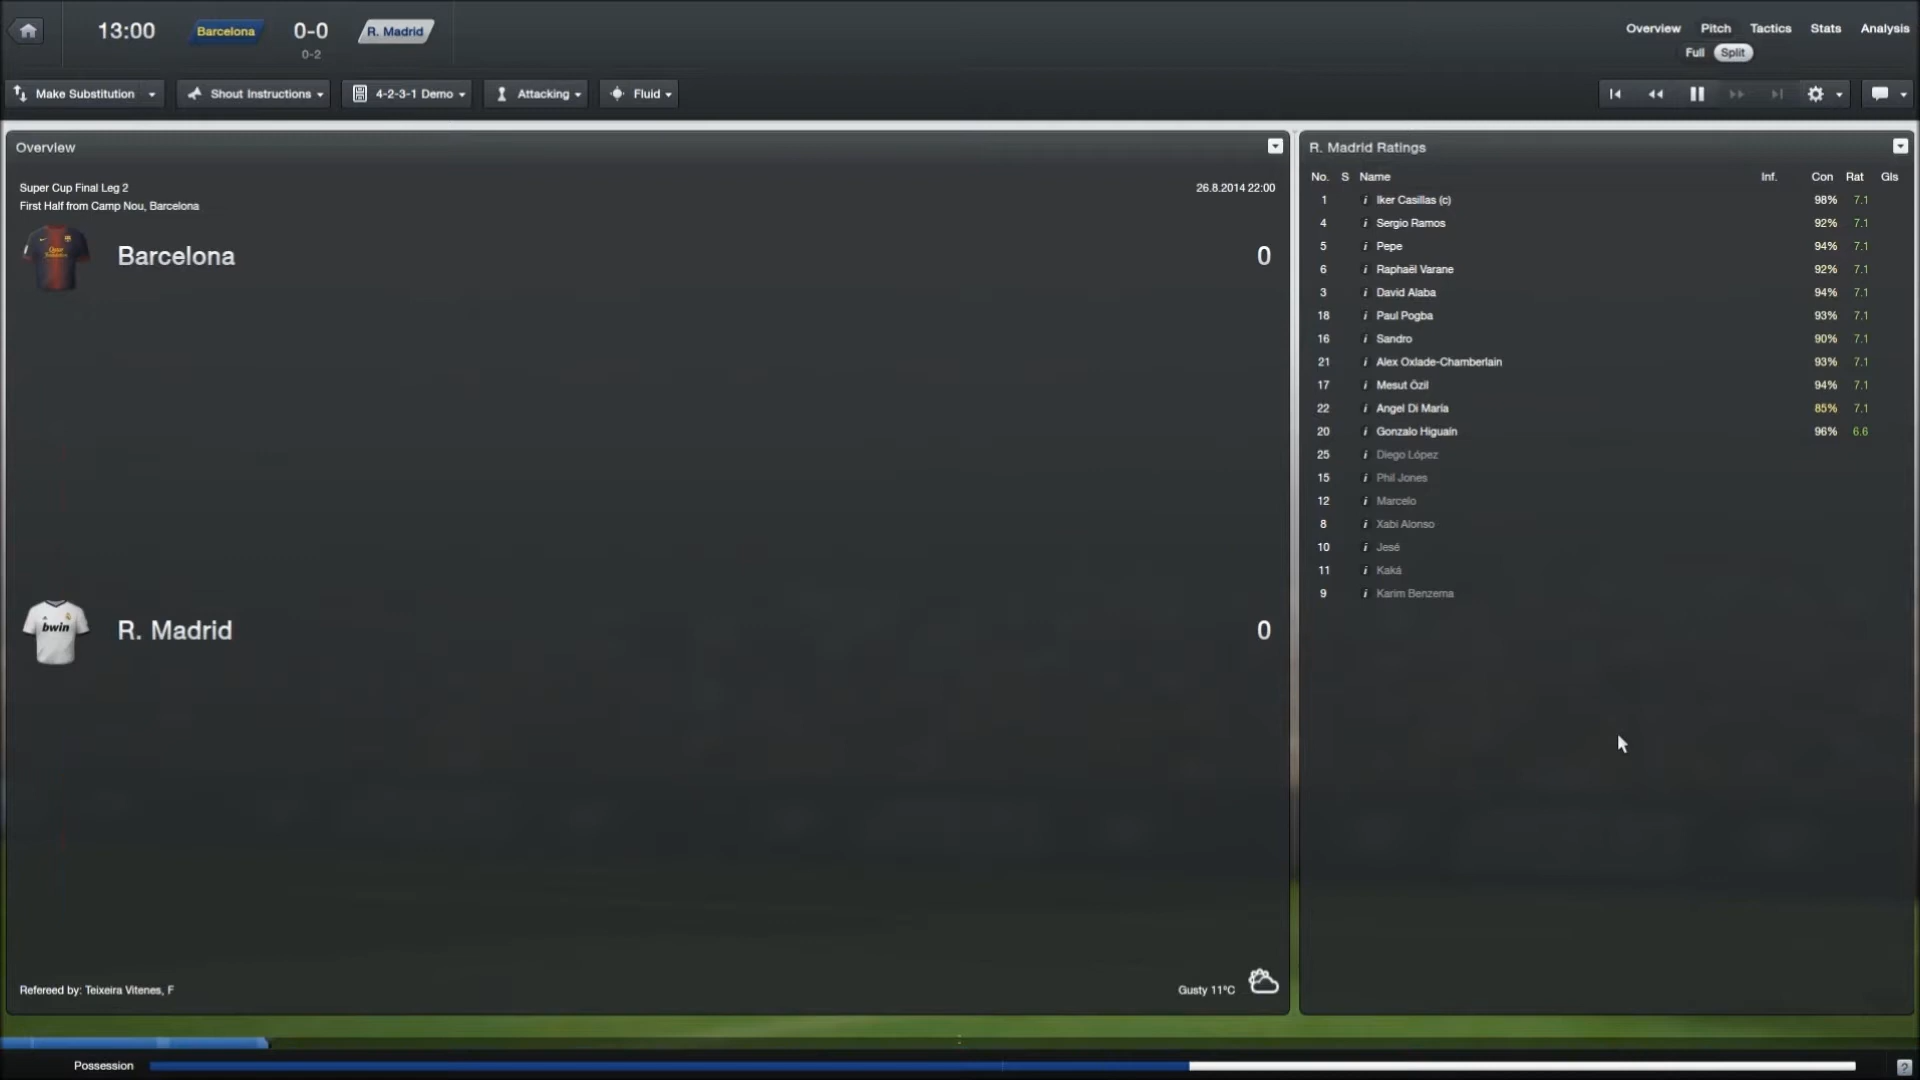 13:00 Barcelona 0-0 R. Madrid
0-2
Overview Pitch Tactics Stats Analysis
Full Split
Make Substitution Shout Instructions 4-2-3-1 Demo Attacking Fluid
Overview
Super Cup Final Leg 2 26.8.2014 22:00
First Half from Camp Nou, Barcelona
Barcelona 0
bwin R. Madrid 0
Refereed by: Teixeira Vitenes, F Gusty 11°C
R. Madrid Ratings
No. S Name Inf. Con Rat Gls
1 i Iker Casillas (c) 98% 7.1
4 i Sergio Ramos 92% 7.1
5 i Pepe 94% 7.1
6 i Raphaël Varane 92% 7.1
3 i David Alaba 94% 7.1
18 i Paul Pogba 93% 7.1
16 i Sandro 90% 7.1
21 i Alex Oxlade-Chamberlain 93% 7.1
17 i Mesut Özil 94% 7.1
22 i Angel Di María 85% 7.1
20 i Gonzalo Higuaín 96% 6.6
25 i Diego López
15 i Phil Jones
12 i Marcelo
8 i Xabi Alonso
10 i Jesé
11 i Kaká
9 i Karim Benzema
Possession ?